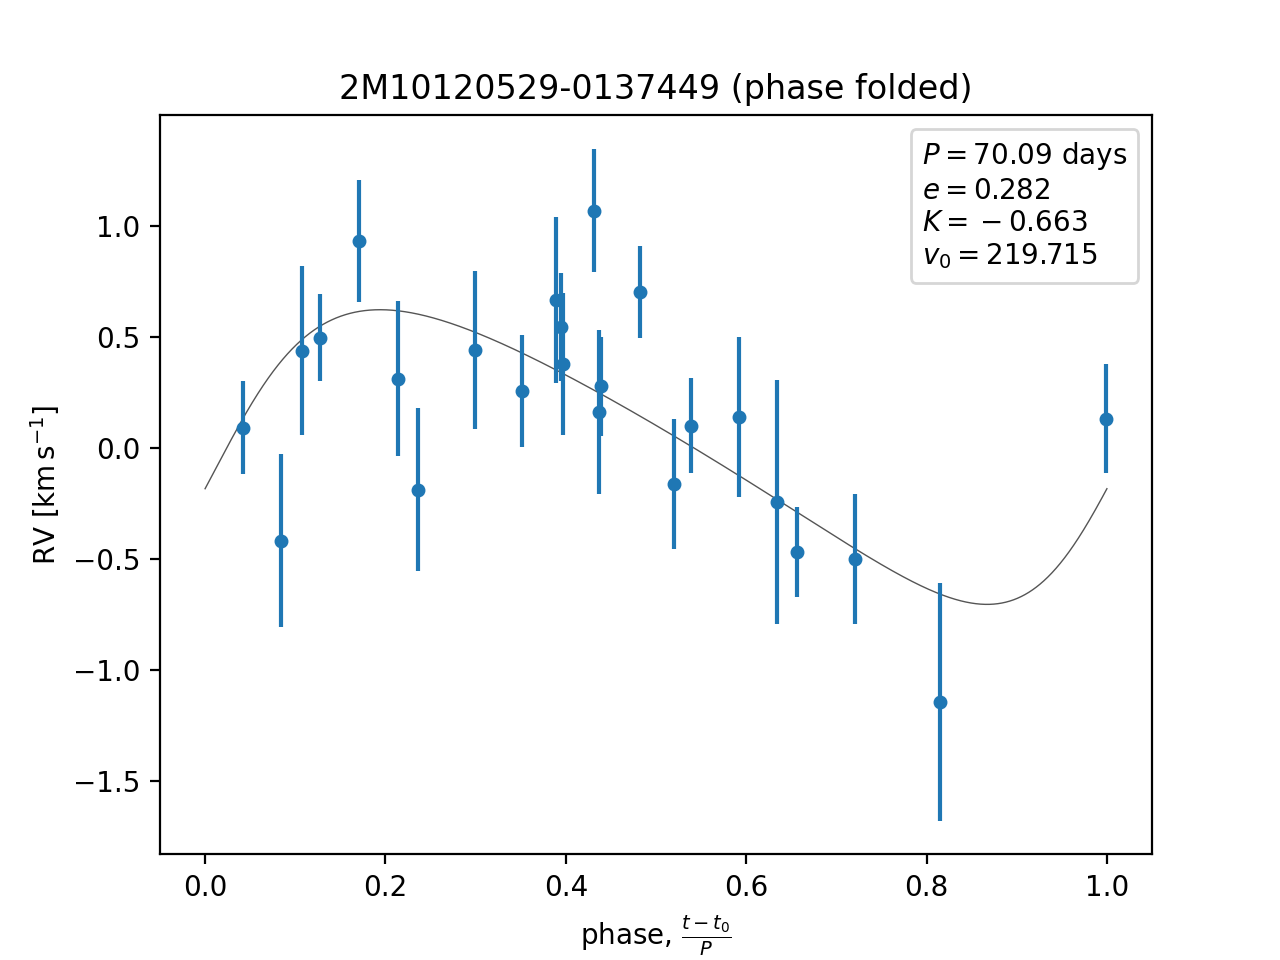 2M10120529-0137449 (phase folded)
P = 70.09 days
e = 0.282
K = −0.663
v₀ = 219.715
RV [km s⁻¹]
1.0
0.5
0.0
−0.5
−1.0
−1.5
0.0 0.2 0.4 0.6 0.8 1.0
phase, (t − t₀)/P